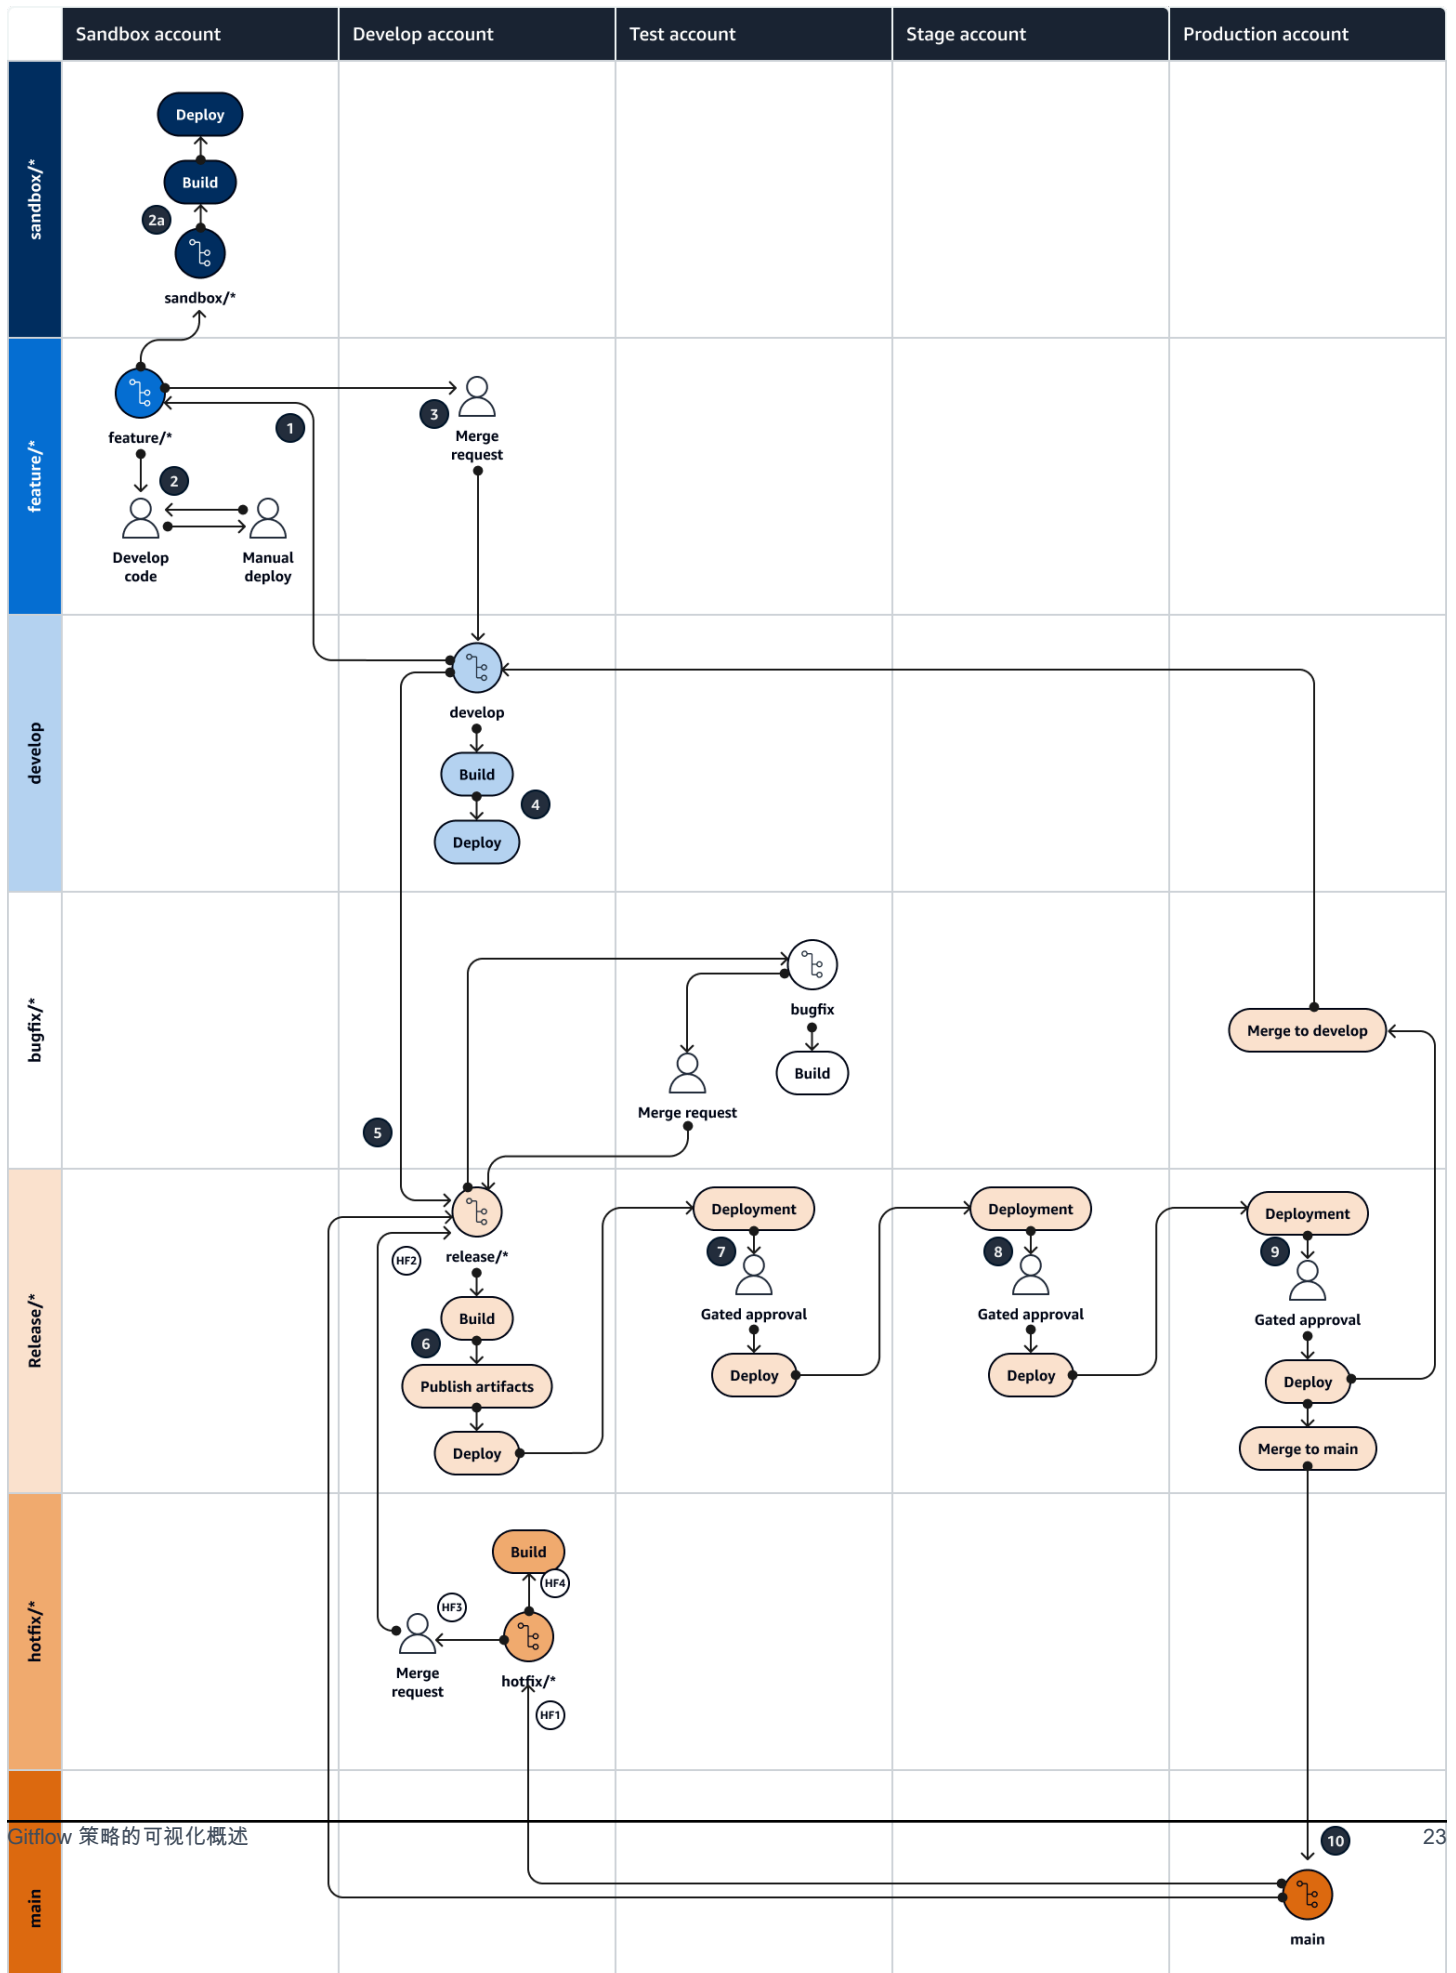 Sandbox account
Develop account
Test account
Stage account
Production account
sandbox/*
Deploy
Build
2a
sandbox/*
feature/*
feature/*
1
3
Merge
request
2
Develop
code
Manual
deploy
develop
develop
Build
4
Deploy
bugfix/*
bugfix
Build
Merge request
Merge to develop
5
Release/*
release/*
HF2
Build
6
Publish artifacts
Deploy
Deployment
7
Gated approval
Deploy
Deployment
8
Gated approval
Deploy
Deployment
9
Gated approval
Deploy
Merge to main
hotfix/*
Build
HF4
HF3
Merge
request
hotfix/*
HF1
Gitflow 策略的可视化概述
23
main
10
main